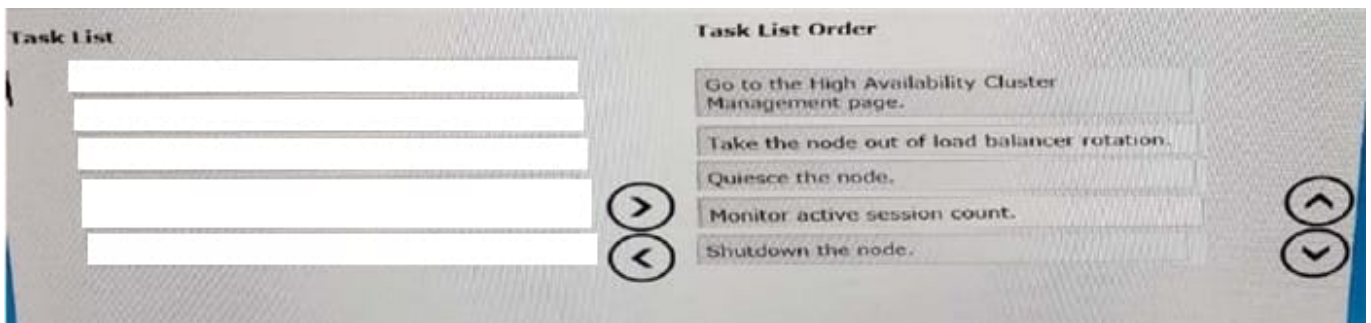 Task List
Task List Order
Go to the High Availability Cluster
Management page.
Take the node out of load balancer rotation.
Quiesce the node.
Monitor active session count.
Shutdown the node.